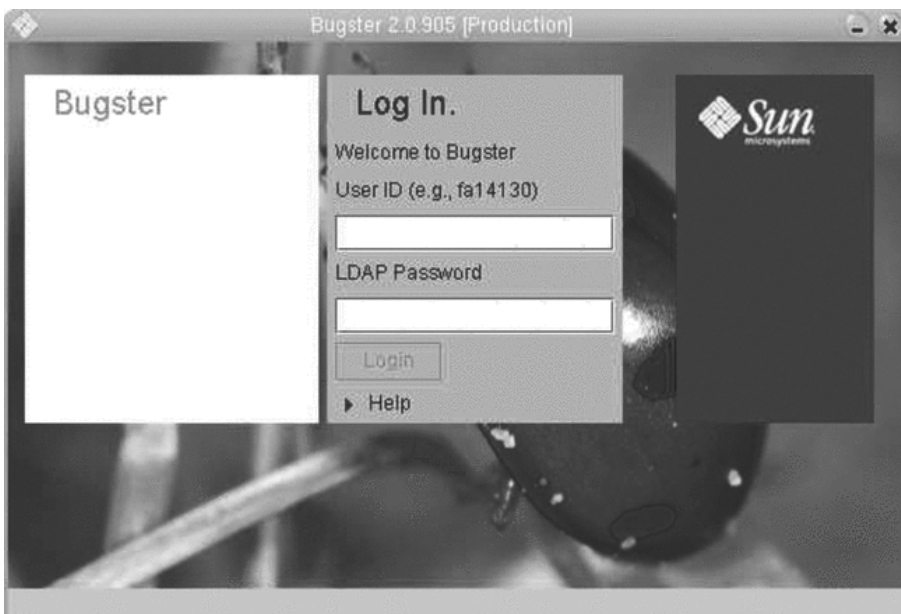 Bugster 2.0.905 [Production]
Bugster
Log In.
Welcome to Bugster
User ID (e.g., fa14130)
LDAP Password
Login
Help
Sun
microsystems